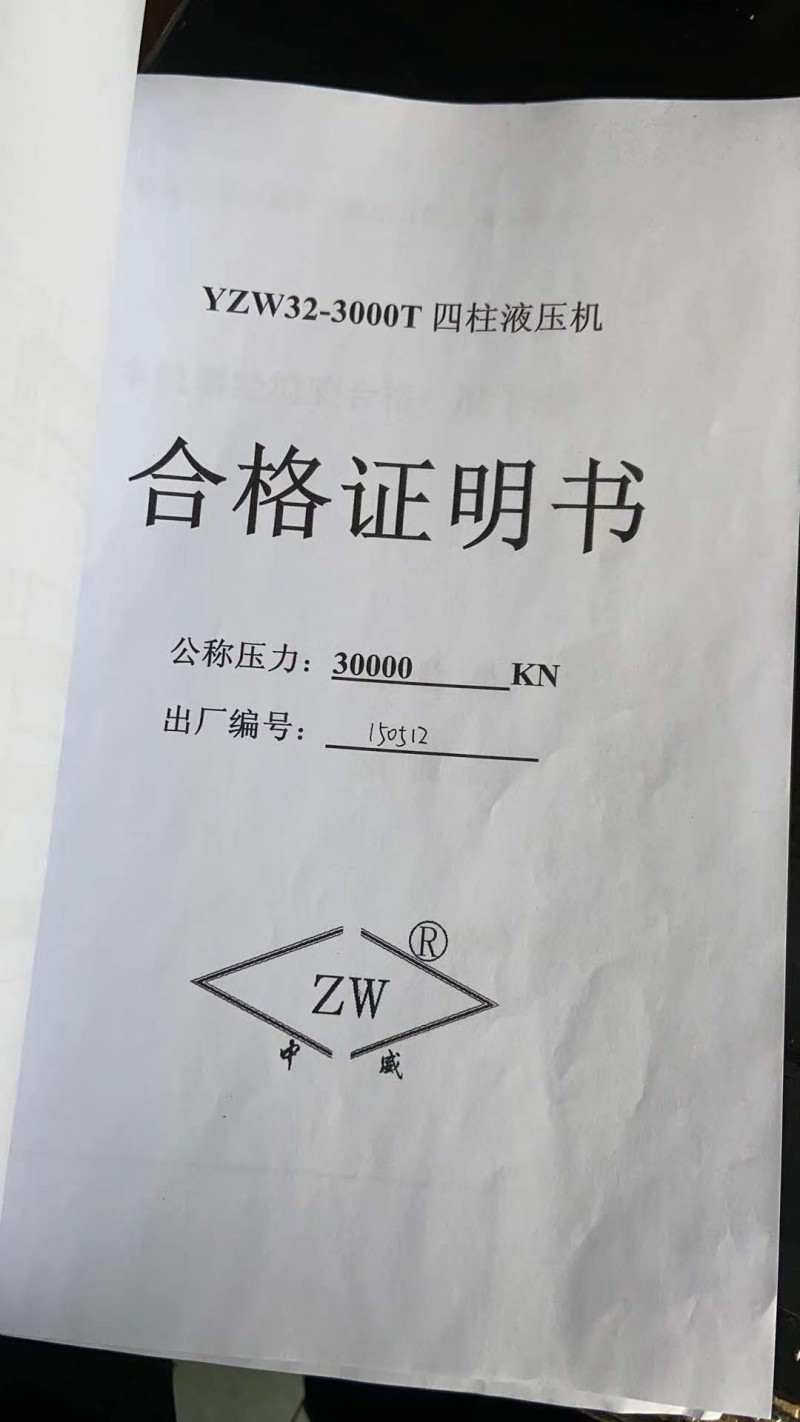 YZW32-3000T 四柱液压机
合格证明书
公称压力：30000 KN
出厂编号： 150512
®
ZW
中 威